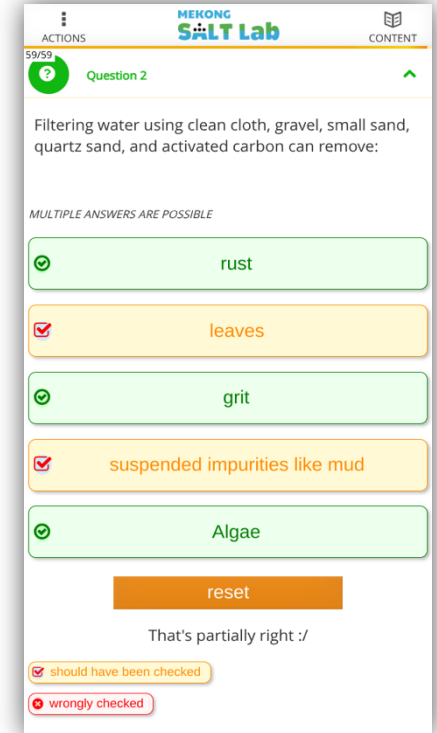 MEKONG
SALT Lab
ACTIONS
CONTENT
59/59
Question 2
Filtering water using clean cloth, gravel, small sand,
quartz sand, and activated carbon can remove:
MULTIPLE ANSWERS ARE POSSIBLE
rust
leaves
grit
suspended impurities like mud
Algae
reset
That's partially right :/
should have been checked
wrongly checked